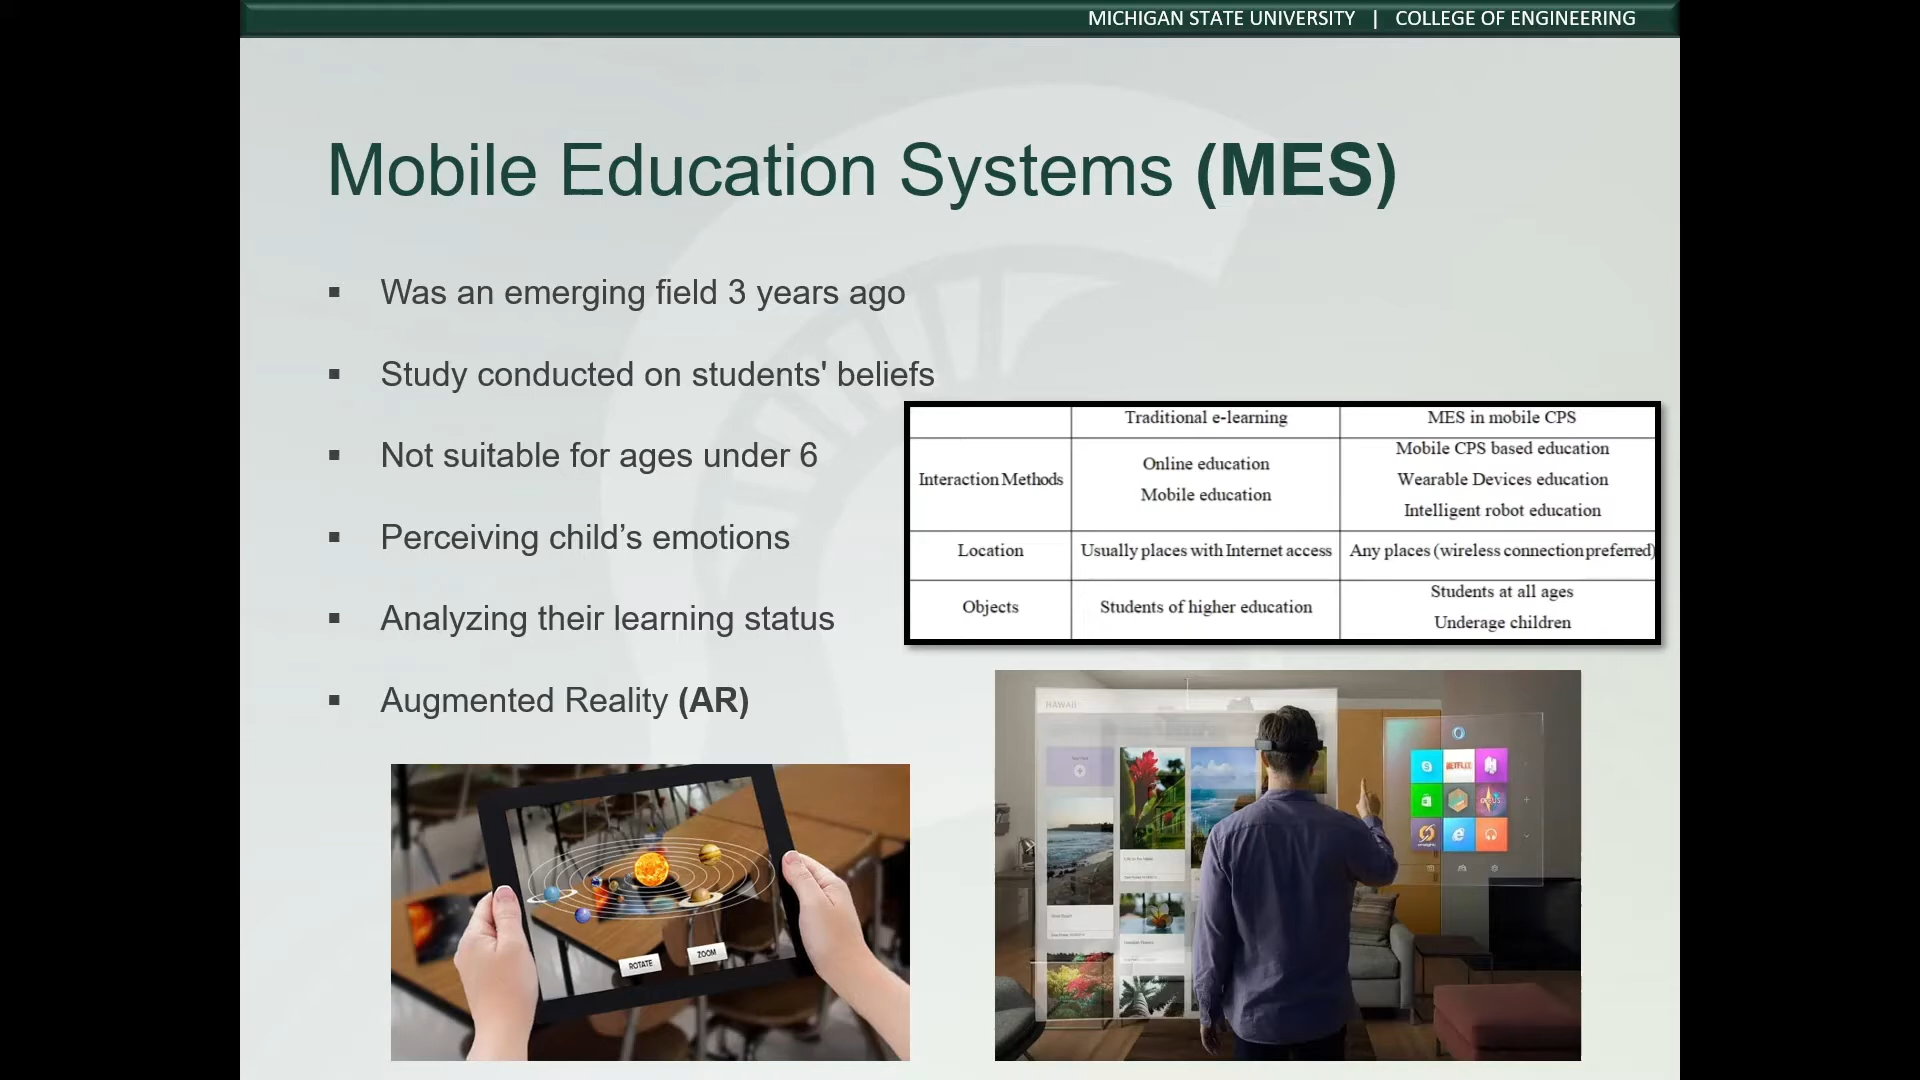 MICHIGAN STATE UNIVERSITY | COLLEGE OF ENGINEERING
Mobile Education Systems (MES)
▪ Was an emerging field 3 years ago
▪ Study conducted on students' beliefs
▪ Not suitable for ages under 6
▪ Perceiving child’s emotions
▪ Analyzing their learning status
▪ Augmented Reality (AR)
Traditional e-learning MES in mobile CPS
Interaction Methods
Online education
Mobile education
Mobile CPS based education
Wearable Devices education
Intelligent robot education
Location Usually places with Internet access Any places (wireless connection preferred)
Objects Students of higher education
Students at all ages
Underage children
ROTATE ZOOM
HAWAII
NETFLIX